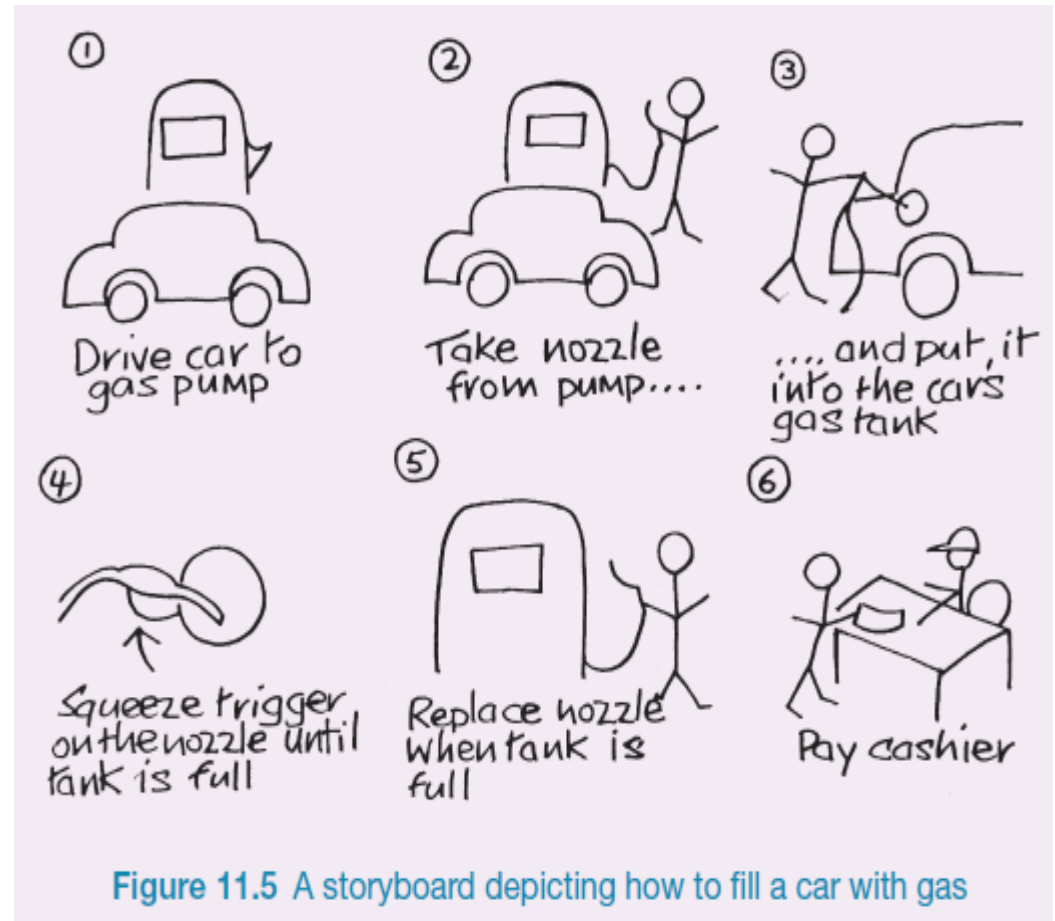 1
Drive car to
gas pump
2
Take nozzle
from pump....
3
.... and put it
into the car's
gas tank
4
Squeeze trigger
on the nozzle until
tank is full
5
Replace nozzle
when tank is
full
6
Pay cashier
Figure 11.5 A storyboard depicting how to fill a car with gas